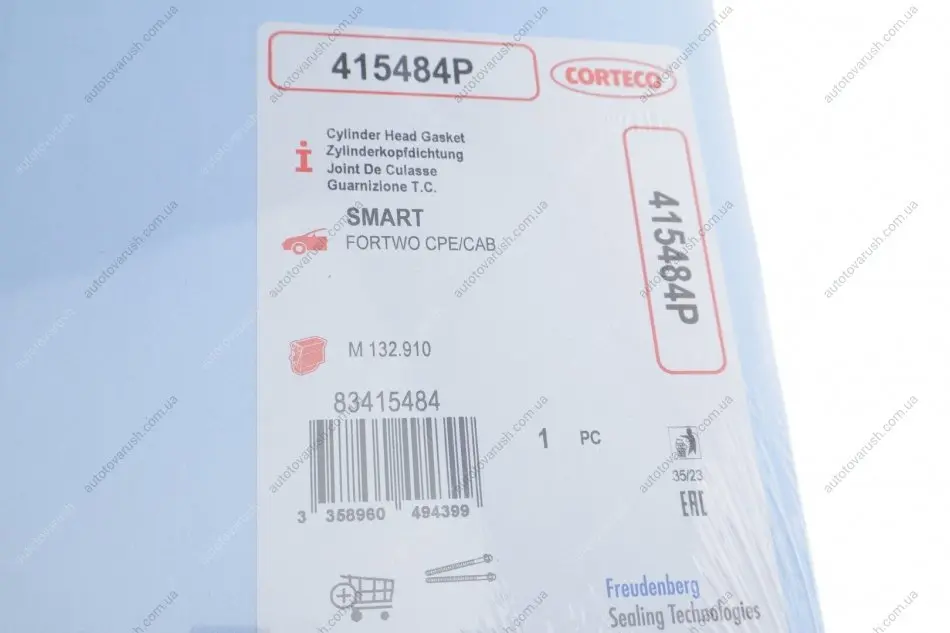 415484P
CORTECO
Cylinder Head Gasket
Zylinderkopfdichtung
Joint De Culasse
Guarnizione T.C.
SMART
FORTWO CPE/CAB
415484P
M 132.910
83415484
1 PC
3 358960 494399
35/23
EAC
Freudenberg
Sealing Technologies
autotovarush.com.ua